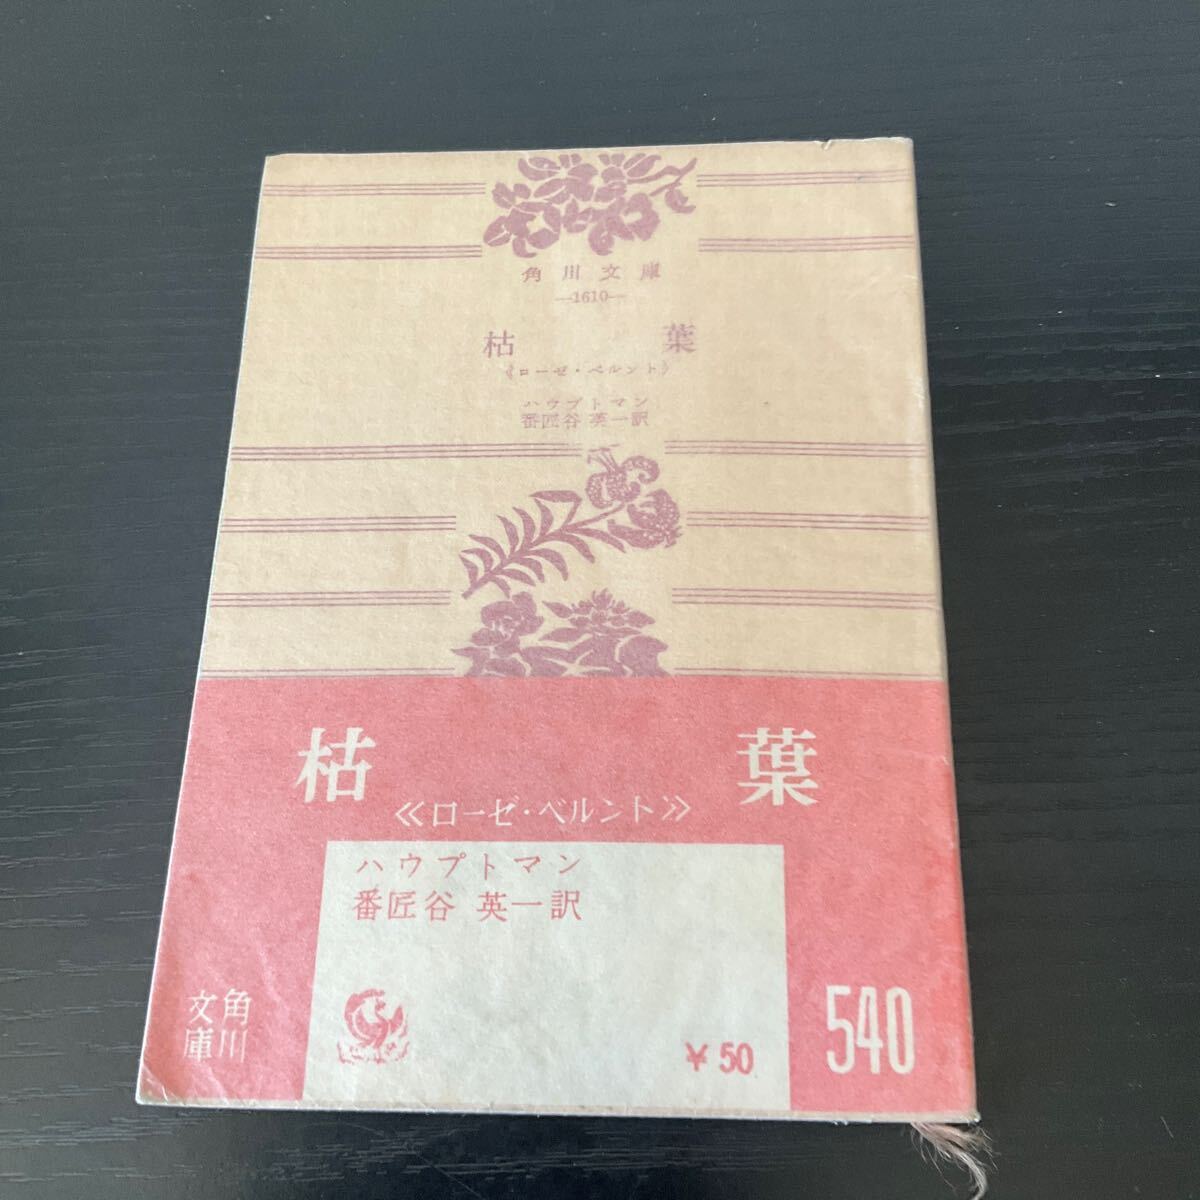 角川文庫
—1610—
枯葉
《ローゼ・ベルント》
ハウプトマン
番匠谷 英一訳
枯葉
《ローゼ・ベルント》
ハウプトマン
番匠谷 英一訳
角川文庫
¥50
540